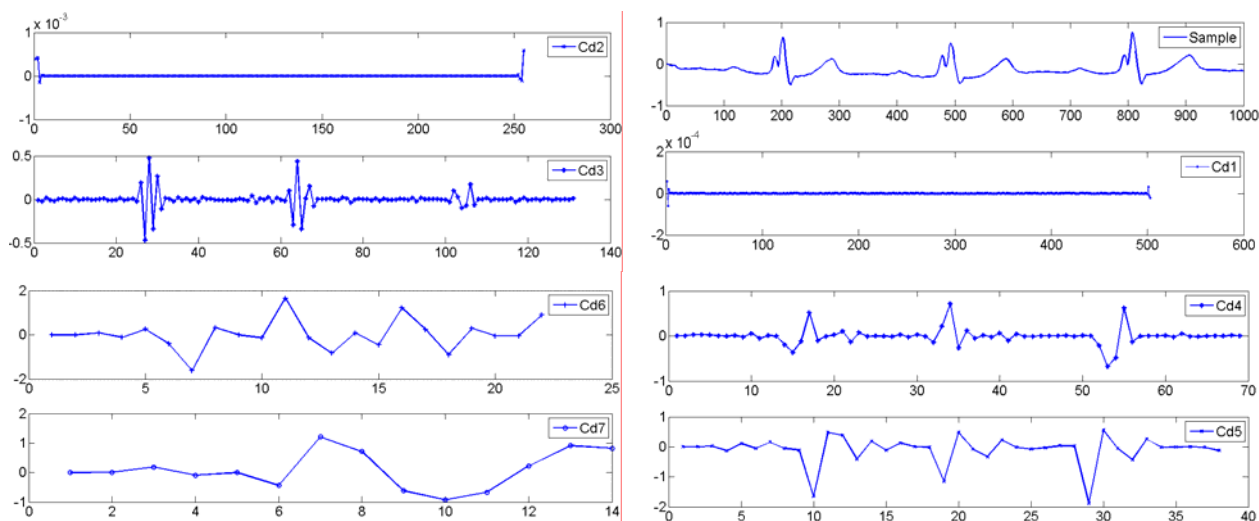 1 x 10⁻³
0
-1
Cd2
0 50 100 150 200 250 300
0.5
0
-0.5
Cd3
0 20 40 60 80 100 120 140
2
0
-2
Cd6
0 5 10 15 20 25
2
1
0
-1
Cd7
0 2 4 6 8 10 12 14
1
0
-1
Sample
0 100 200 300 400 500 600 700 800 900 1000
2 x 10⁻⁴
0
-2
Cd1
0 100 200 300 400 500 600
1
0
-1
Cd4
0 10 20 30 40 50 60 70
1
0
-1
-2
Cd5
0 5 10 15 20 25 30 35 40